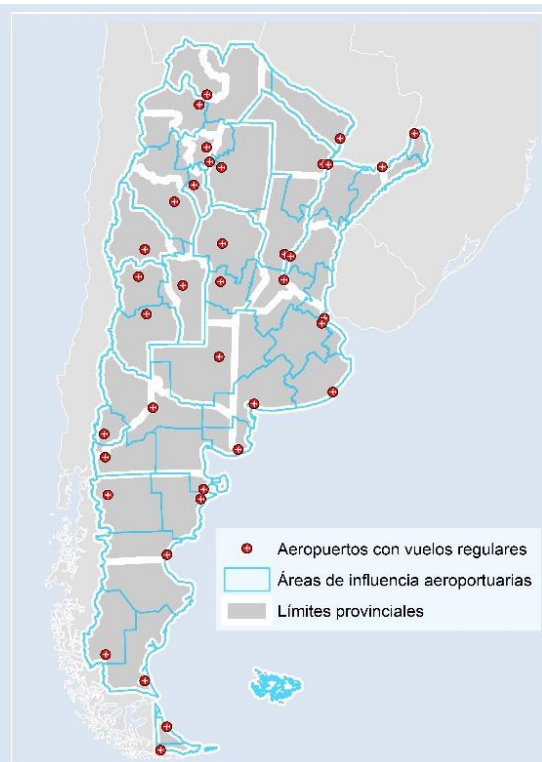 Aeropuertos con vuelos regulares
Áreas de influencia aeroportuarias
Límites provinciales